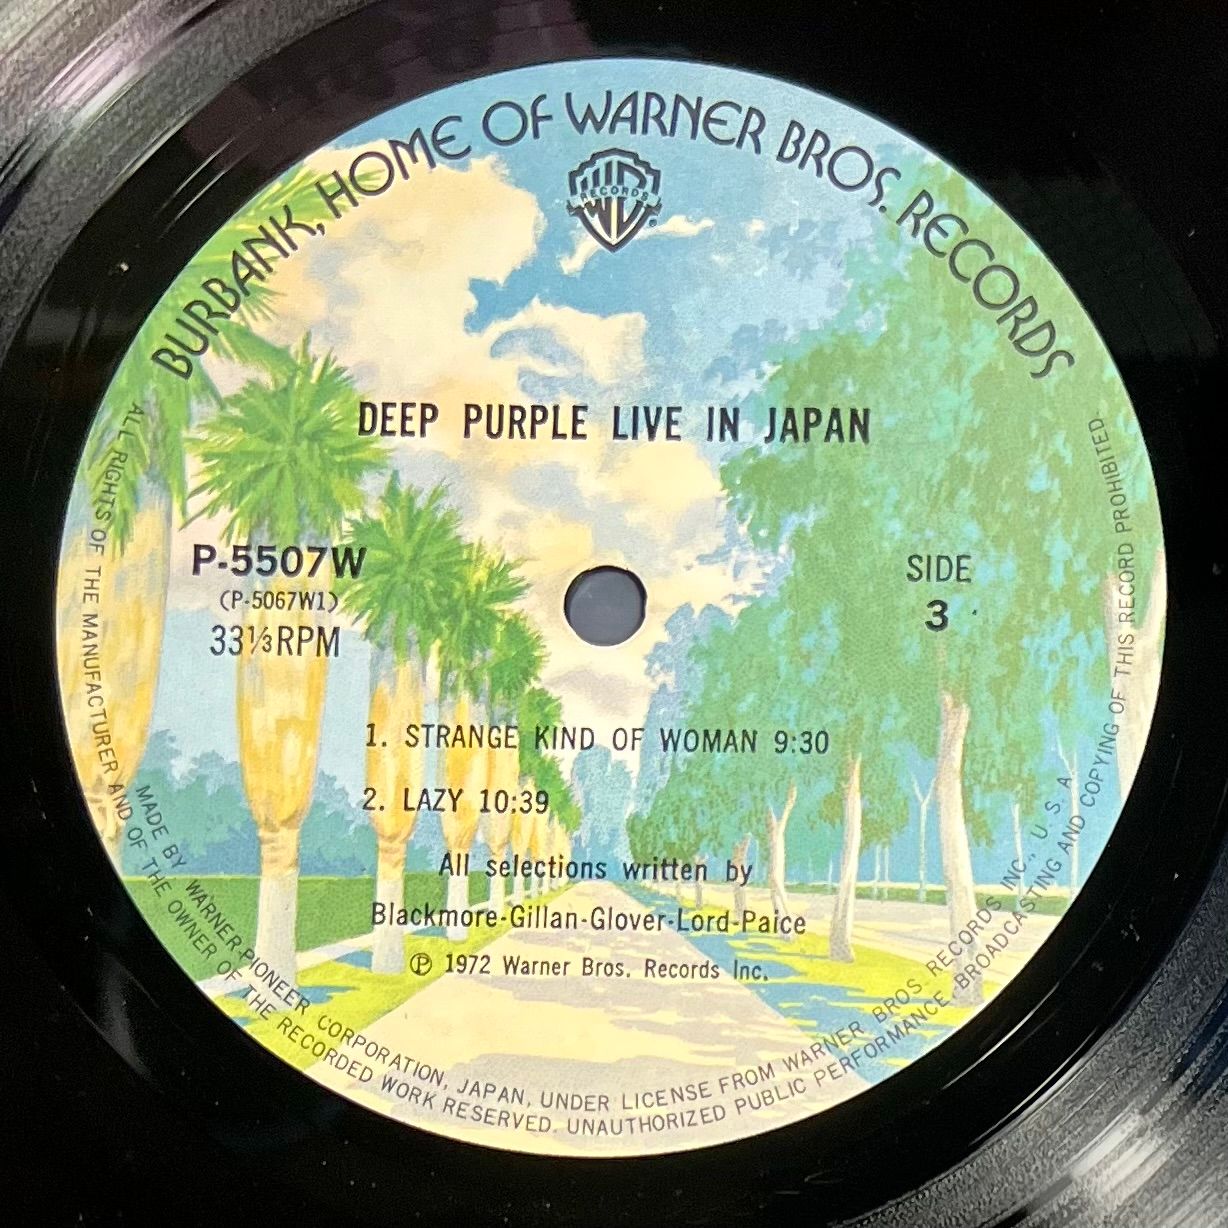 BURBANK, HOME OF WARNER BROS. RECORDS
WB RECORDS ®
DEEP PURPLE LIVE IN JAPAN
P-5507W
(P-5067W1)
33⅓RPM
SIDE
3
1. STRANGE KIND OF WOMAN 9:30
2. LAZY 10:39
All selections written by
Blackmore-Gillan-Glover-Lord-Paice
Ⓟ 1972 Warner Bros. Records Inc.
MADE BY WARNER-PIONEER CORPORATION, JAPAN, UNDER LICENSE FROM WARNER BROS. RECORDS INC., U.S.A
ALL RIGHTS OF THE MANUFACTURER AND OF THE OWNER OF THE RECORDED WORK RESERVED. UNAUTHORIZED PUBLIC PERFORMANCE, BROADCASTING AND COPYING OF THIS RECORD PROHIBITED